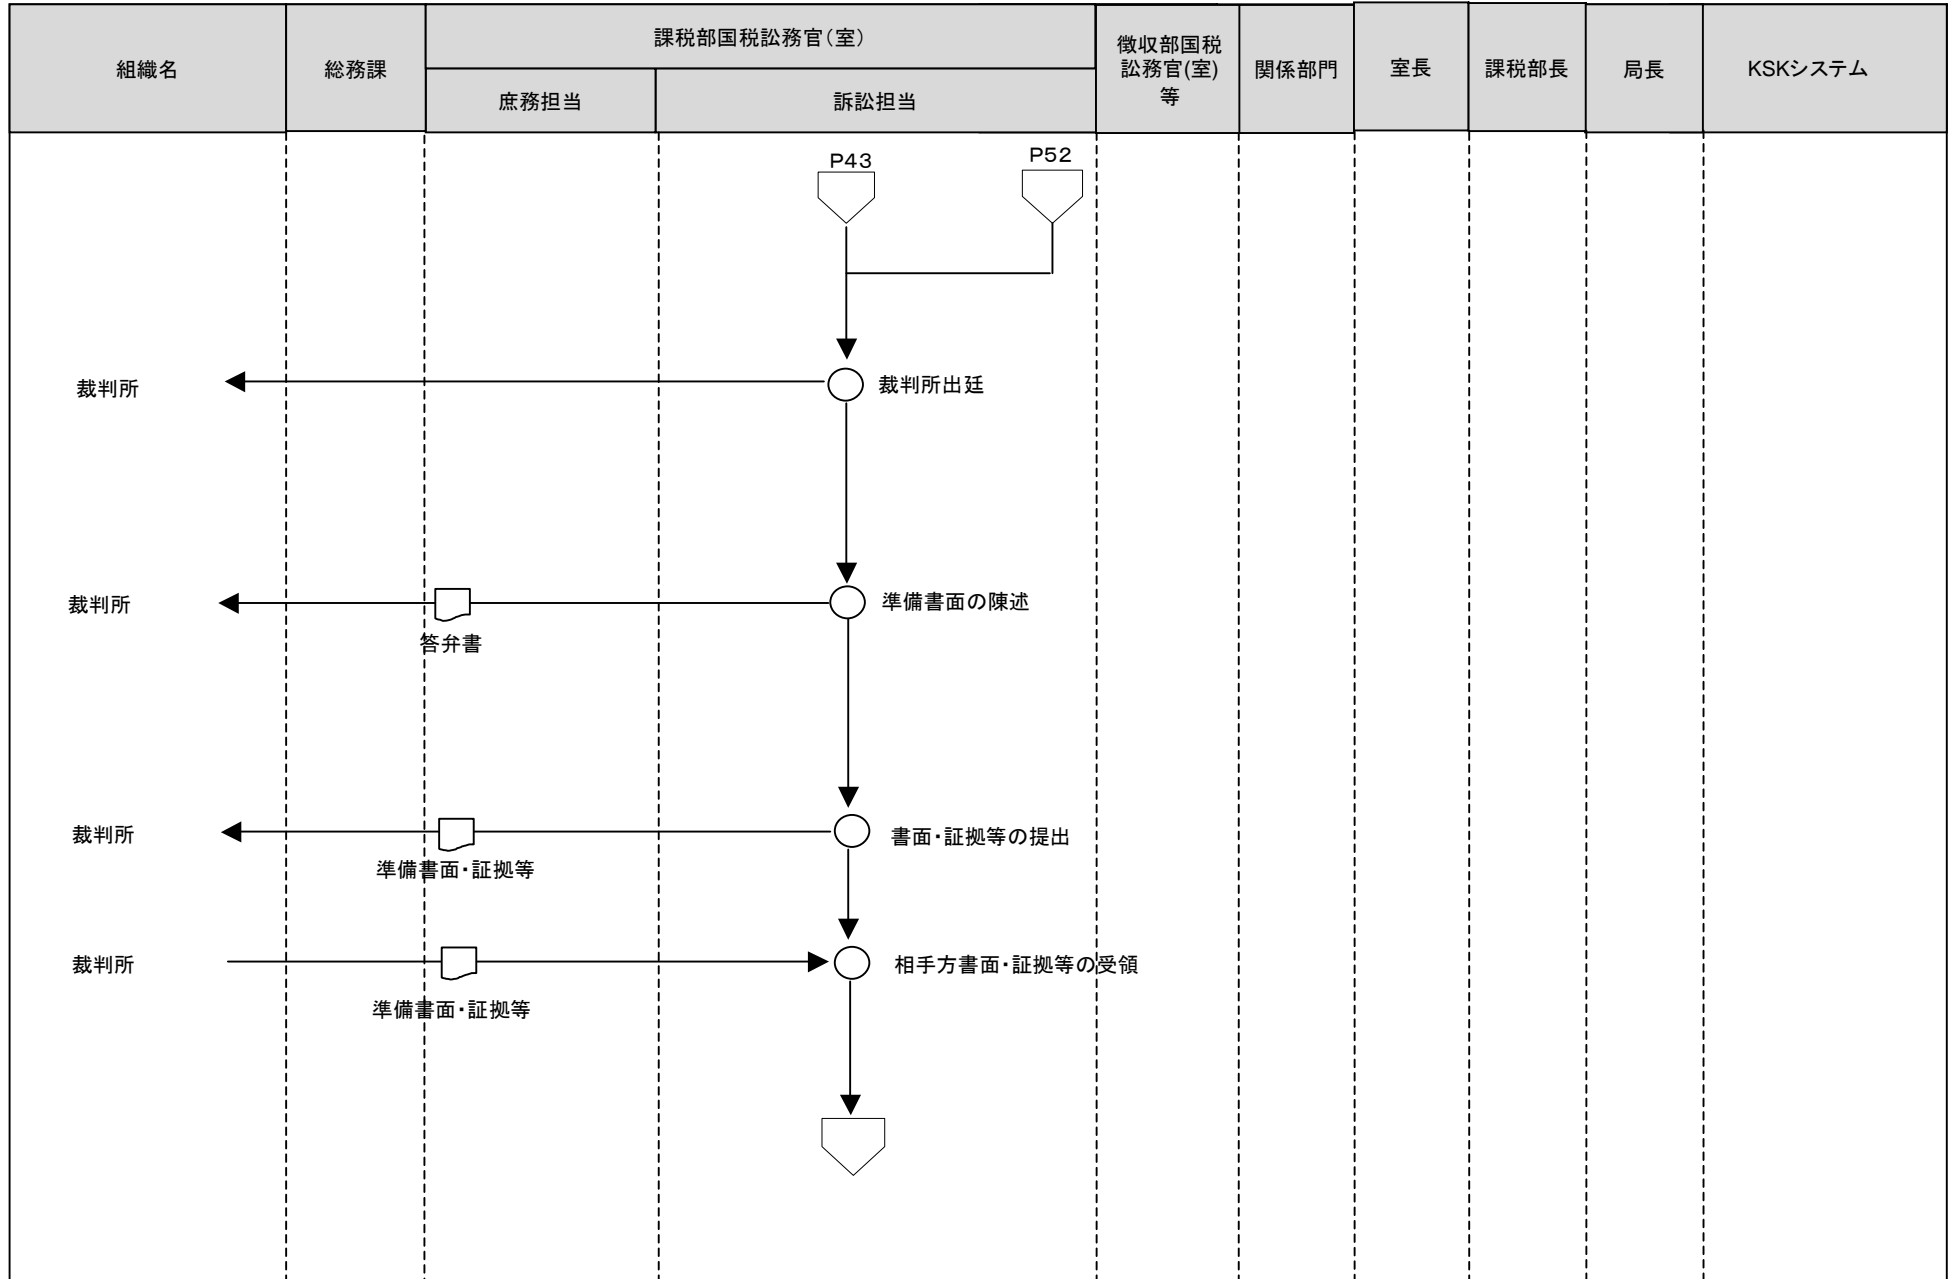 組織名
総務課
課税部国税訟務官（室）
庶務担当
訴訟担当
徴収部国税
訟務官(室)
等
関係部門
室長
課税部長
局長
KSKシステム
P43
P52
裁判所
裁判所出廷
裁判所
準備書面の陳述
答弁書
裁判所
書面・証拠等の提出
準備書面・証拠等
裁判所
相手方書面・証拠等の受領
準備書面・証拠等